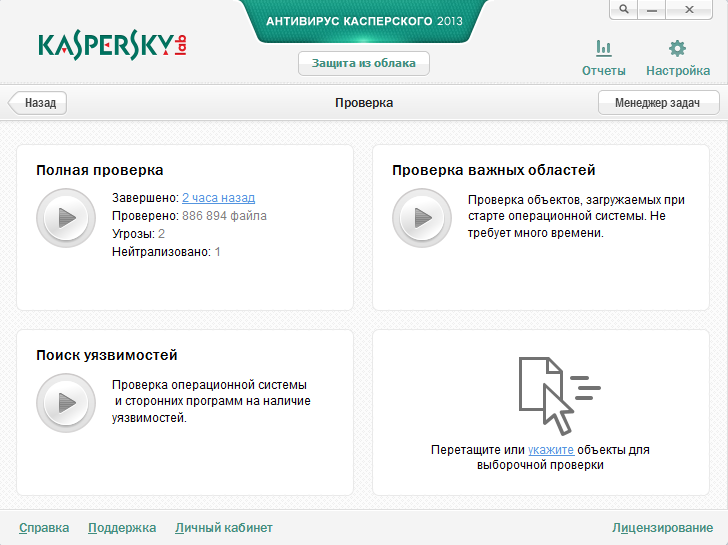 KASPERSKY lab
АНТИВИРУС КАСПЕРСКОГО 2013
Защита из облака
Отчеты
Настройка
Назад
Проверка
Менеджер задач
Полная проверка
Завершено: 2 часа назад
Проверено: 886 894 файла
Угрозы: 2
Нейтрализовано: 1
Проверка важных областей
Проверка объектов, загружаемых при
старте операционной системы. Не
требует много времени.
Поиск уязвимостей
Проверка операционной системы
и сторонних программ на наличие
уязвимостей.
Перетащите или укажите объекты для
выборочной проверки
Справка
Поддержка
Личный кабинет
Лицензирование